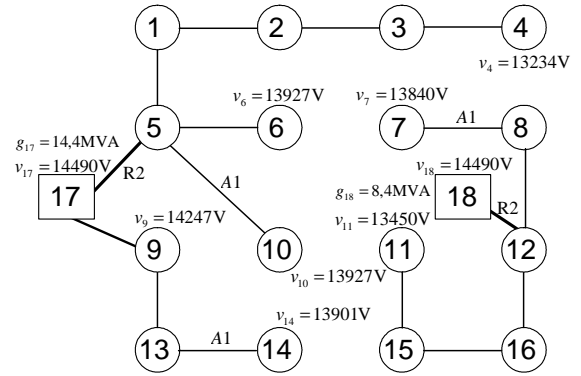 1 2 3 4
v4 = 13234V
v6 = 13927V
v7 = 13840V
5 6 7 A1 8
g17 = 14,4MVA
v17 = 14490V
R2
A1
v18 = 14490V
g18 = 8,4MVA
17
18
R2
v9 = 14247V
v11 = 13450V
9 10 11 12
v10 = 13927V
v14 = 13901V
13 A1 14 15 16